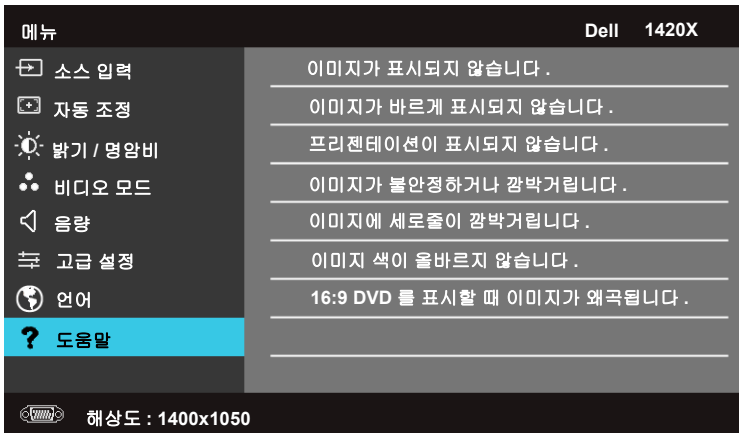 메뉴
Dell 1420X
소스 입력
자동 조정
밝기 / 명암비
비디오 모드
음량
고급 설정
언어
도움말
이미지가 표시되지 않습니다 .
이미지가 바르게 표시되지 않습니다 .
프리젠테이션이 표시되지 않습니다 .
이미지가 불안정하거나 깜박거립니다 .
이미지에 세로줄이 깜박거립니다 .
이미지 색이 올바르지 않습니다 .
16:9 DVD 를 표시할 때 이미지가 왜곡됩니다 .
해상도 : 1400x1050